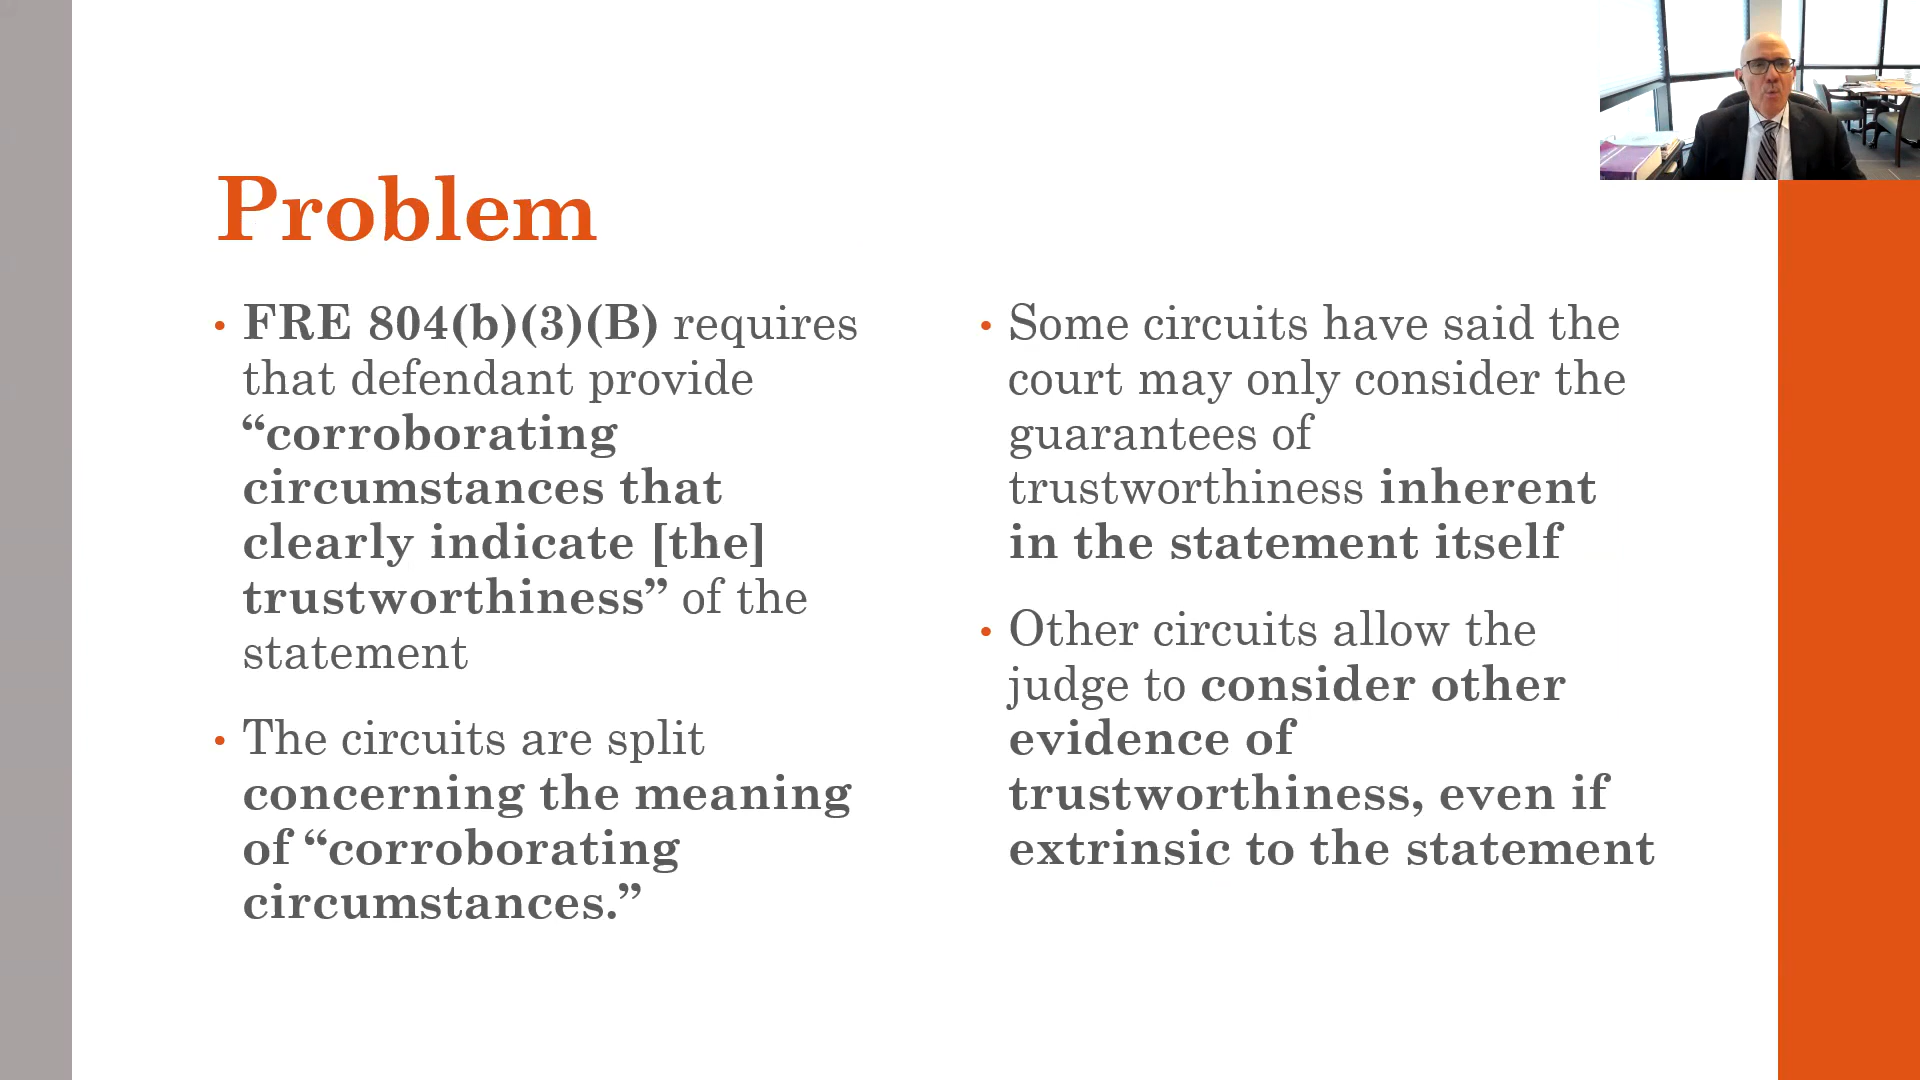 Problem
• FRE 804(b)(3)(B) requires
that defendant provide
“corroborating
circumstances that
clearly indicate [the]
trustworthiness” of the
statement
• The circuits are split
concerning the meaning
of “corroborating
circumstances.”
• Some circuits have said the
court may only consider the
guarantees of
trustworthiness inherent
in the statement itself
• Other circuits allow the
judge to consider other
evidence of
trustworthiness, even if
extrinsic to the statement